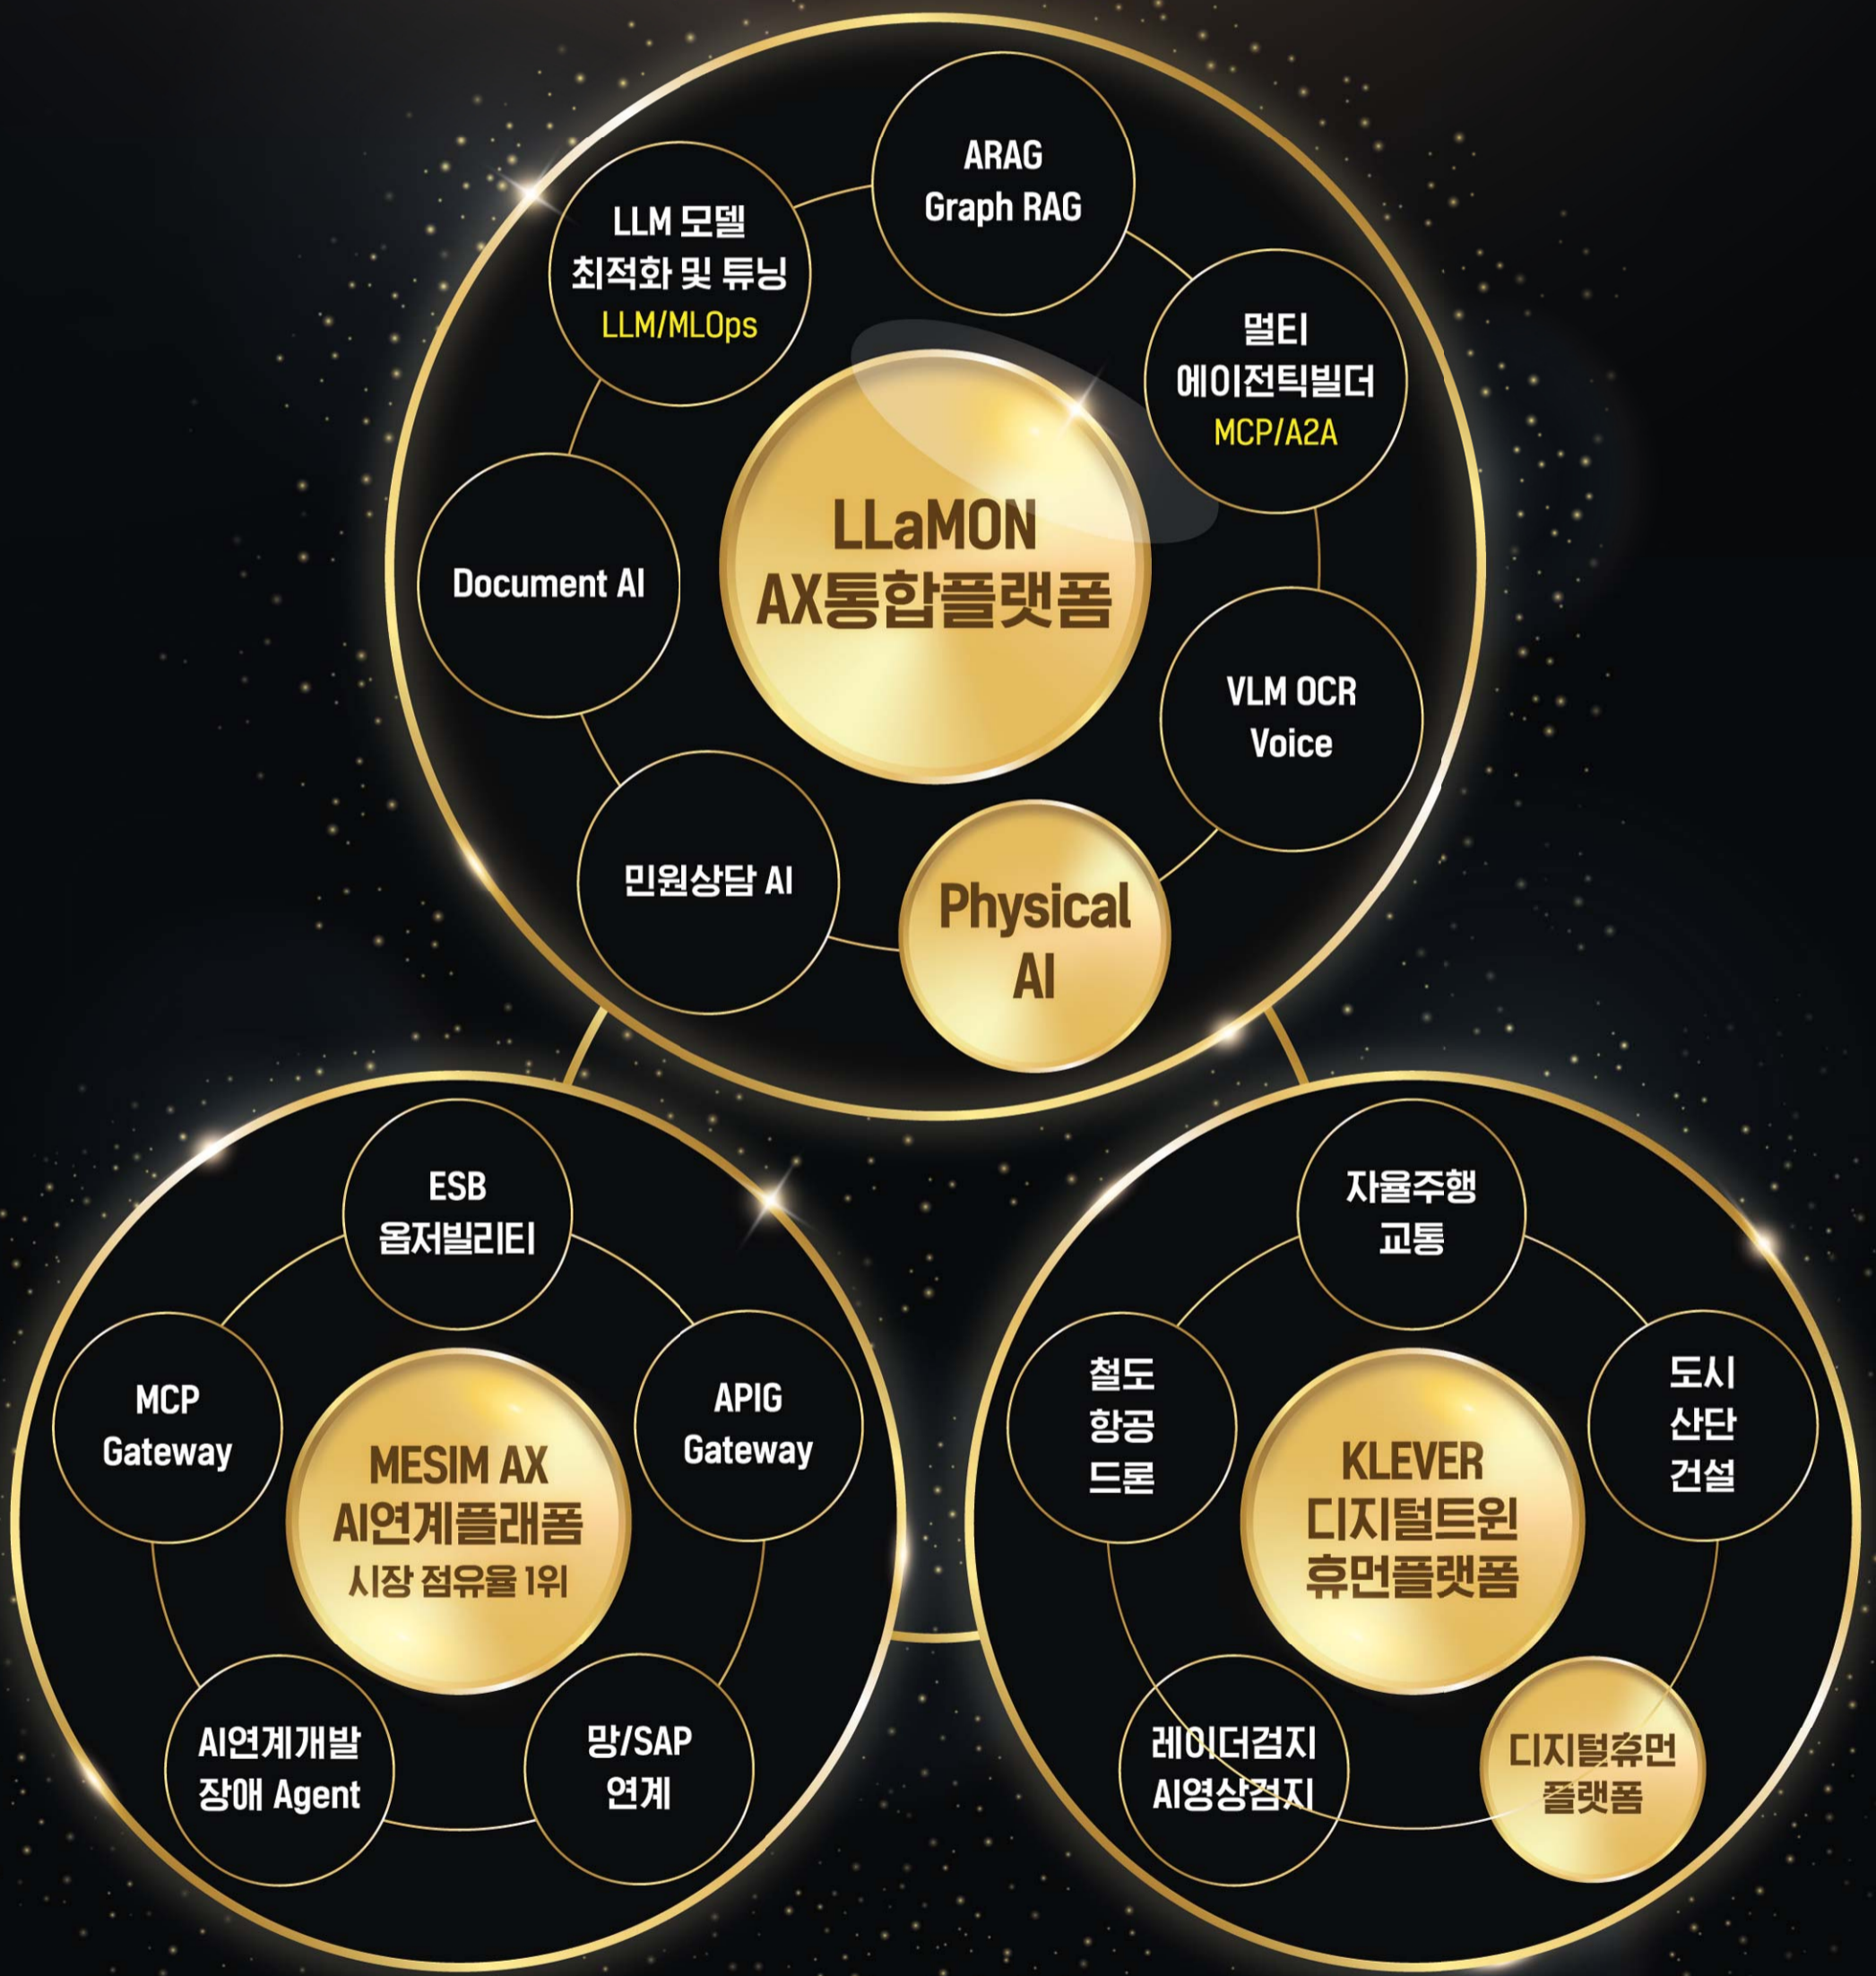 ARAG
Graph RAG
LLM 모델
최적화 및 튜닝
LLM/MLOps
멀티
에이전틱빌더
MCP/A2A
LLaMON
AX통합플랫폼
Document AI
VLM OCR
Voice
민원상담 AI
Physical
AI
ESB
옵저빌리티
MCP
Gateway
APIG
Gateway
MESIM AX
AI연계플래폼
시장 점유율 1위
AI연계개발
장애 Agent
망/SAP
연계
자율주행
교통
철도
항공
드론
도시
산단
건설
KLEVER
디지털트윈
휴먼플랫폼
레이더검지
AI영상검지
디지털휴먼
플랫폼